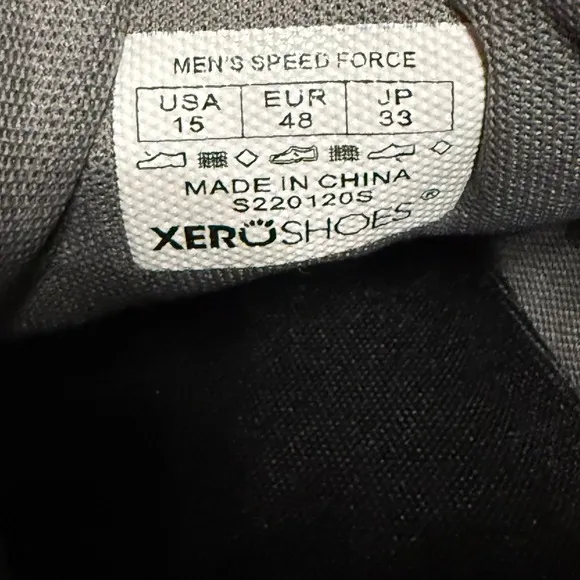 MEN'S SPEED FORCE
USA EUR JP
15 48 33
MADE IN CHINA
S220120S
XEROSHOES®